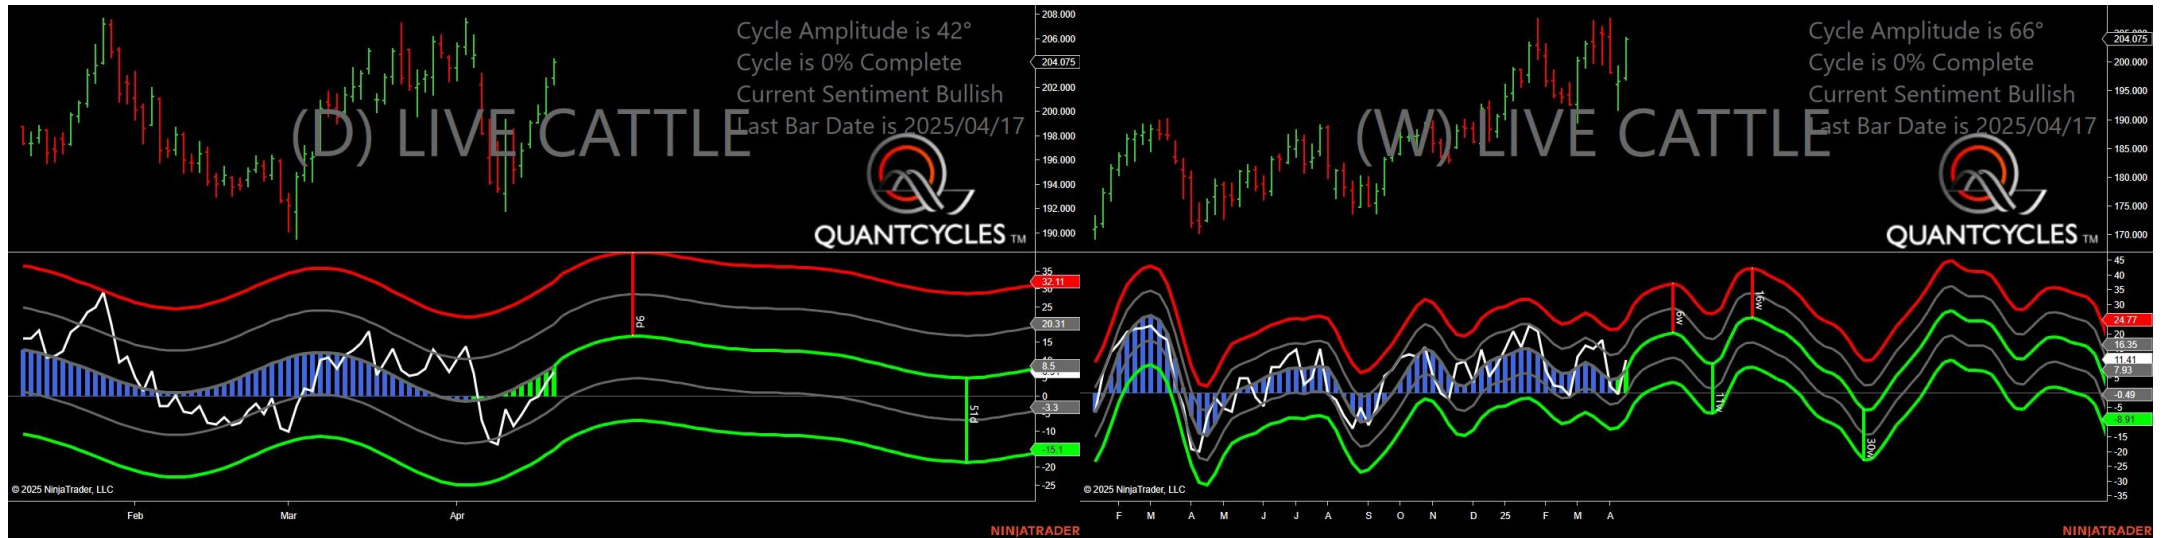 Cycle Amplitude is 42°
Cycle is 0% Complete
Current Sentiment Bullish
Last Bar Date is 2025/04/17
(D) LIVE CATTLE
QUANTCYCLES TM
208.000
206.000
204.075
202.000
200.000
198.000
196.000
194.000
192.000
190.000
35
32.11
25
20.31
15
8.5
0
-3.3
-10
-15.1
-20
-25
9d
51d
© 2025 NinjaTrader, LLC
Feb
Mar
Apr
NINJATRADER
Cycle Amplitude is 66°
Cycle is 0% Complete
Current Sentiment Bullish
Last Bar Date is 2025/04/17
(W) LIVE CATTLE
QUANTCYCLES TM
204.075
200.000
195.000
190.000
185.000
180.000
175.000
170.000
45
40
35
30
24.77
20
16.35
11.41
7.93
5
-0.49
-5
-8.91
-15
-20
-25
-30
-35
6w
16w
11w
30w
© 2025 NinjaTrader, LLC
F
M
A
M
J
J
A
S
O
N
D
25
F
M
A
NINJATRADER